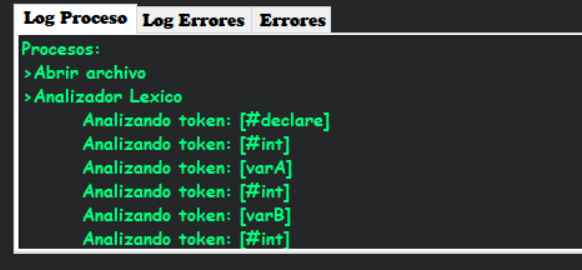 Log Proceso Log Errores Errores
Procesos:
>Abrir archivo
>Analizador Lexico
Analizando token: [#declare]
Analizando token: [#int]
Analizando token: [varA]
Analizando token: [#int]
Analizando token: [varB]
Analizando token: [#int]